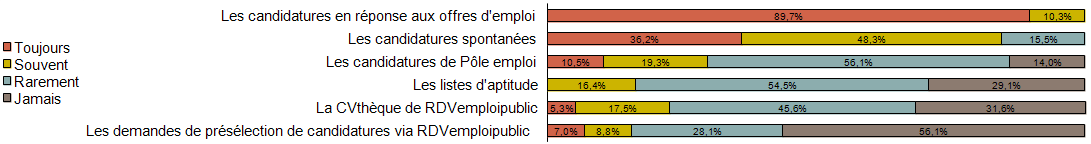 Toujours
Souvent
Rarement
Jamais
Les candidatures en réponse aux offres d'emploi
89,7% 10,3%
Les candidatures spontanées
36,2% 48,3% 15,5%
Les candidatures de Pôle emploi
10,5% 19,3% 56,1% 14,0%
Les listes d'aptitude
16,4% 54,5% 29,1%
La CVthèque de RDVemploipublic
5,3% 17,5% 45,6% 31,6%
Les demandes de présélection de candidatures via RDVemploipublic
7,0% 8,8% 28,1% 56,1%